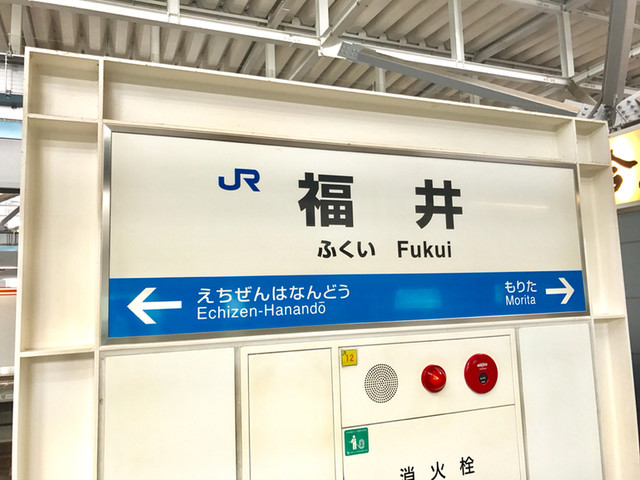 JR 福井
ふくい Fukui
えちぜんはなんどう
Echizen-Hanandō
もりた
Morita
12
消火栓